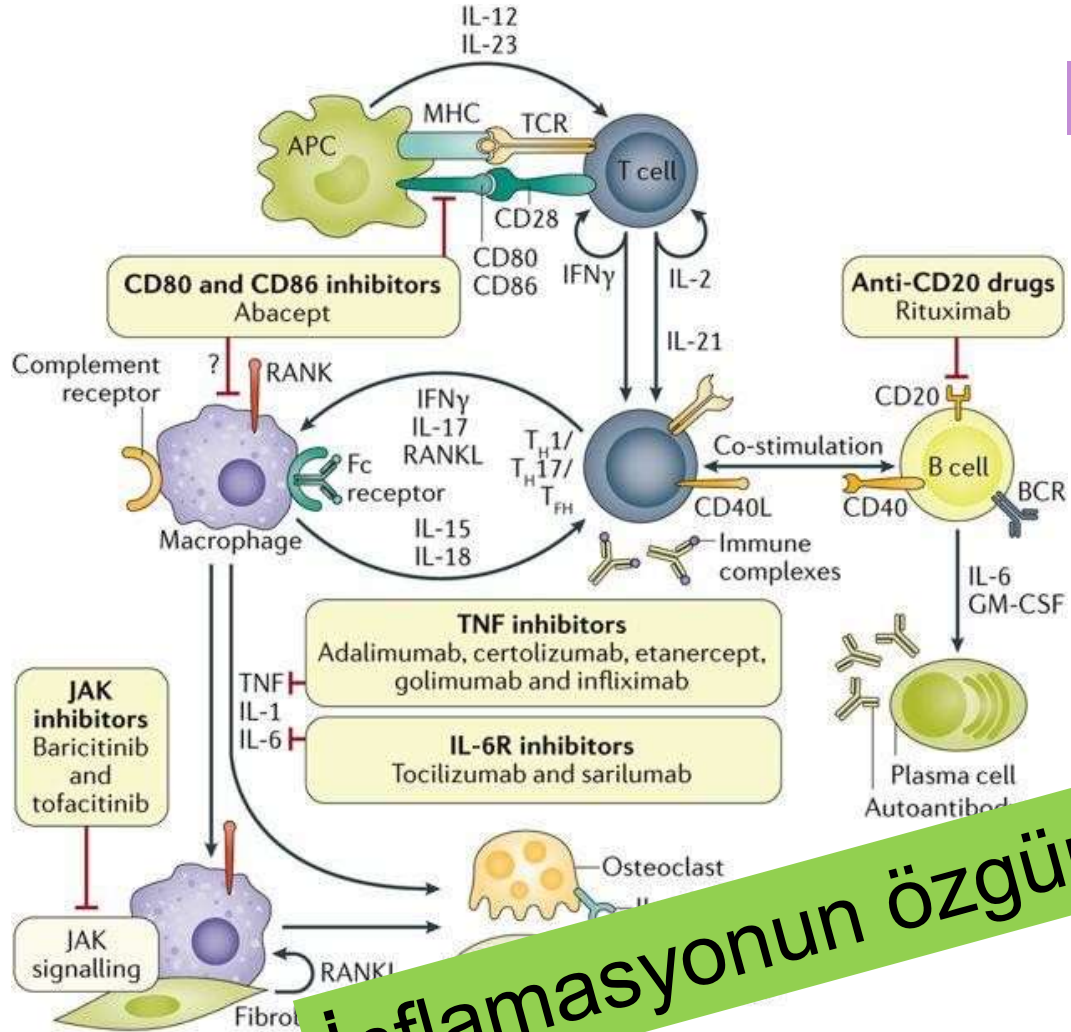 IL-12
IL-23
MHC
TCR
APC
T cell
CD28
CD80
CD86
IFNγ
IL-2
CD80 and CD86 inhibitors
Abacept
Anti-CD20 drugs
Rituximab
IL-21
Complement
receptor
?
RANK
CD20
IFNγ
IL-17
RANKL
TH1/
TH17/
TFH
Co-stimulation
B cell
Fc
receptor
CD40L
CD40
BCR
Macrophage
IL-15
IL-18
Immune
complexes
IL-6
GM-CSF
TNF inhibitors
Adalimumab, certolizumab, etanercept,
golimumab and infliximab
TNF
IL-1
IL-6
JAK
inhibitors
Baricitinib
and
tofacitinib
IL-6R inhibitors
Tocilizumab and sarilumab
Plasma cell
Osteoclast
JAK
signalling
RANKL